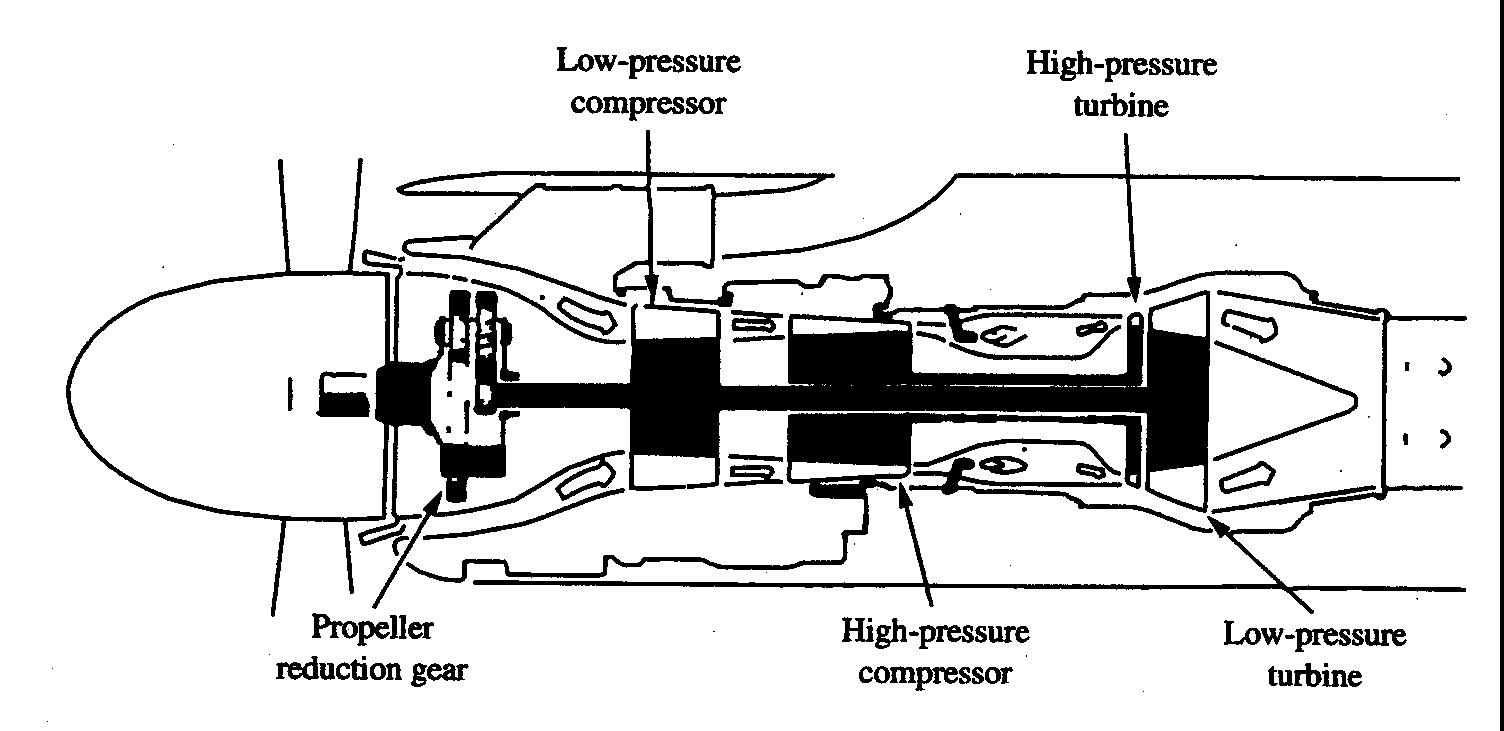 Low-pressure
compressor
High-pressure
turbine
Propeller
reduction gear
High-pressure
compressor
Low-pressure
turbine